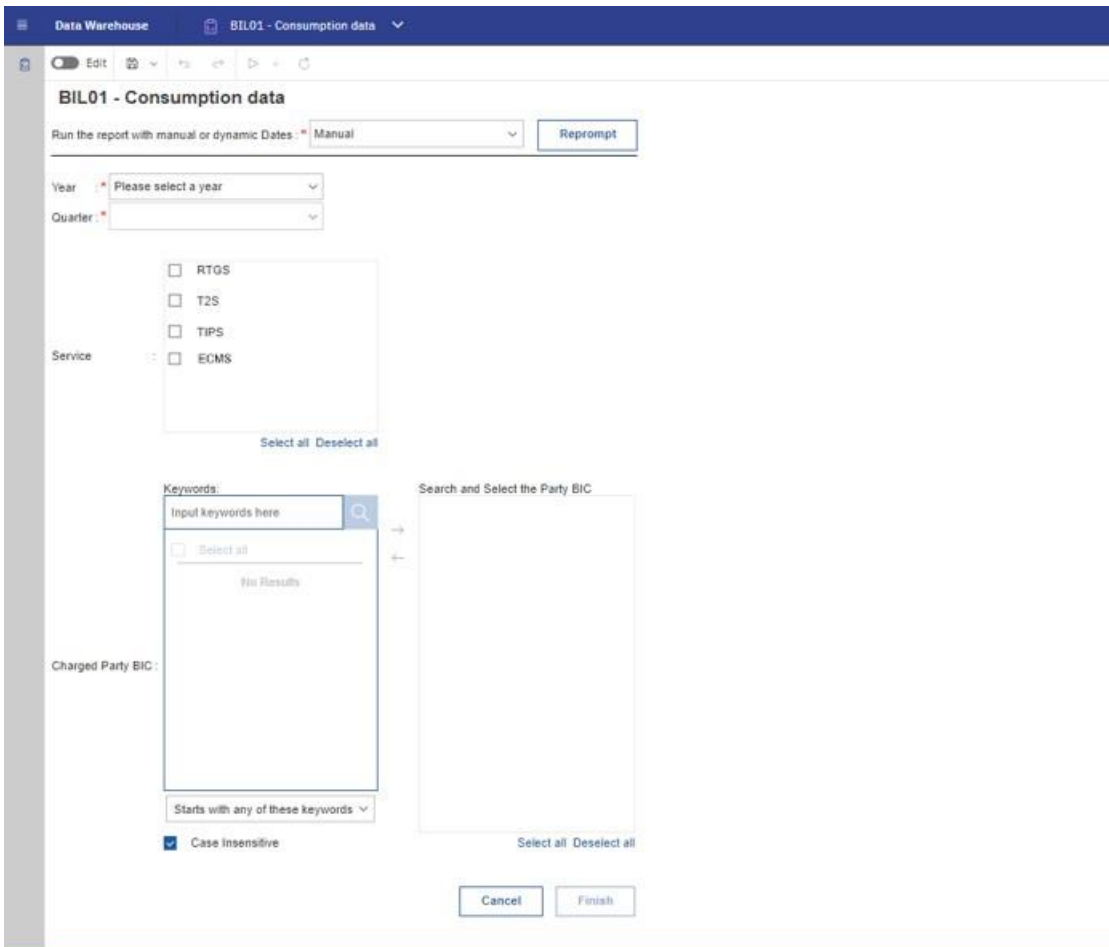 Data Warehouse BIL01 - Consumption data
Edit
BIL01 - Consumption data
Run the report with manual or dynamic Dates : * Manual Reprompt
Year : * Please select a year
Quarter : *
RTGS
T2S
TIPS
Service : ECMS
Select all Deselect all
Keywords: Search and Select the Party BIC
Input keywords here
Select all
No Results
Charged Party BIC :
Starts with any of these keywords
Case Insensitive Select all Deselect all
Cancel Finish